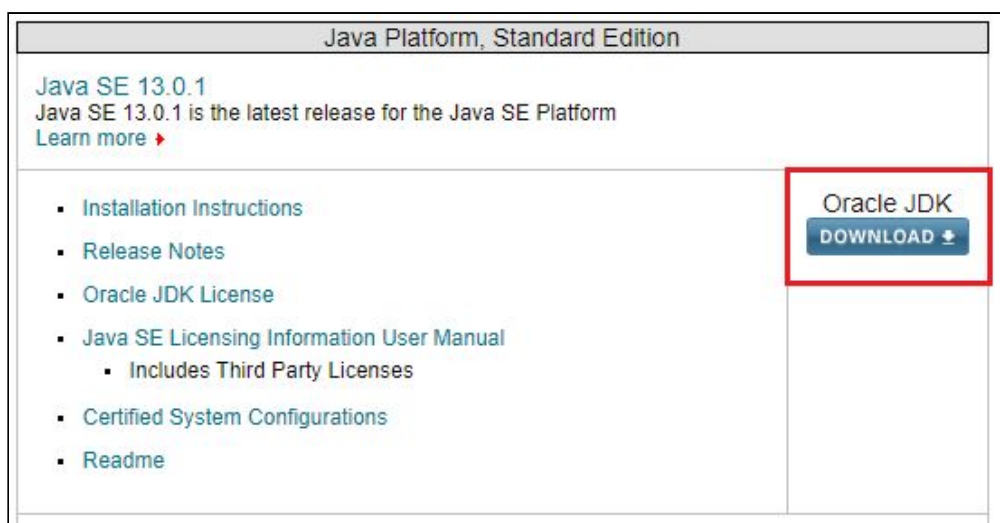 Java Platform, Standard Edition
Java SE 13.0.1
Java SE 13.0.1 is the latest release for the Java SE Platform
Learn more
Installation Instructions
Release Notes
Oracle JDK License
Java SE Licensing Information User Manual
Includes Third Party Licenses
Certified System Configurations
Readme
Oracle JDK
DOWNLOAD